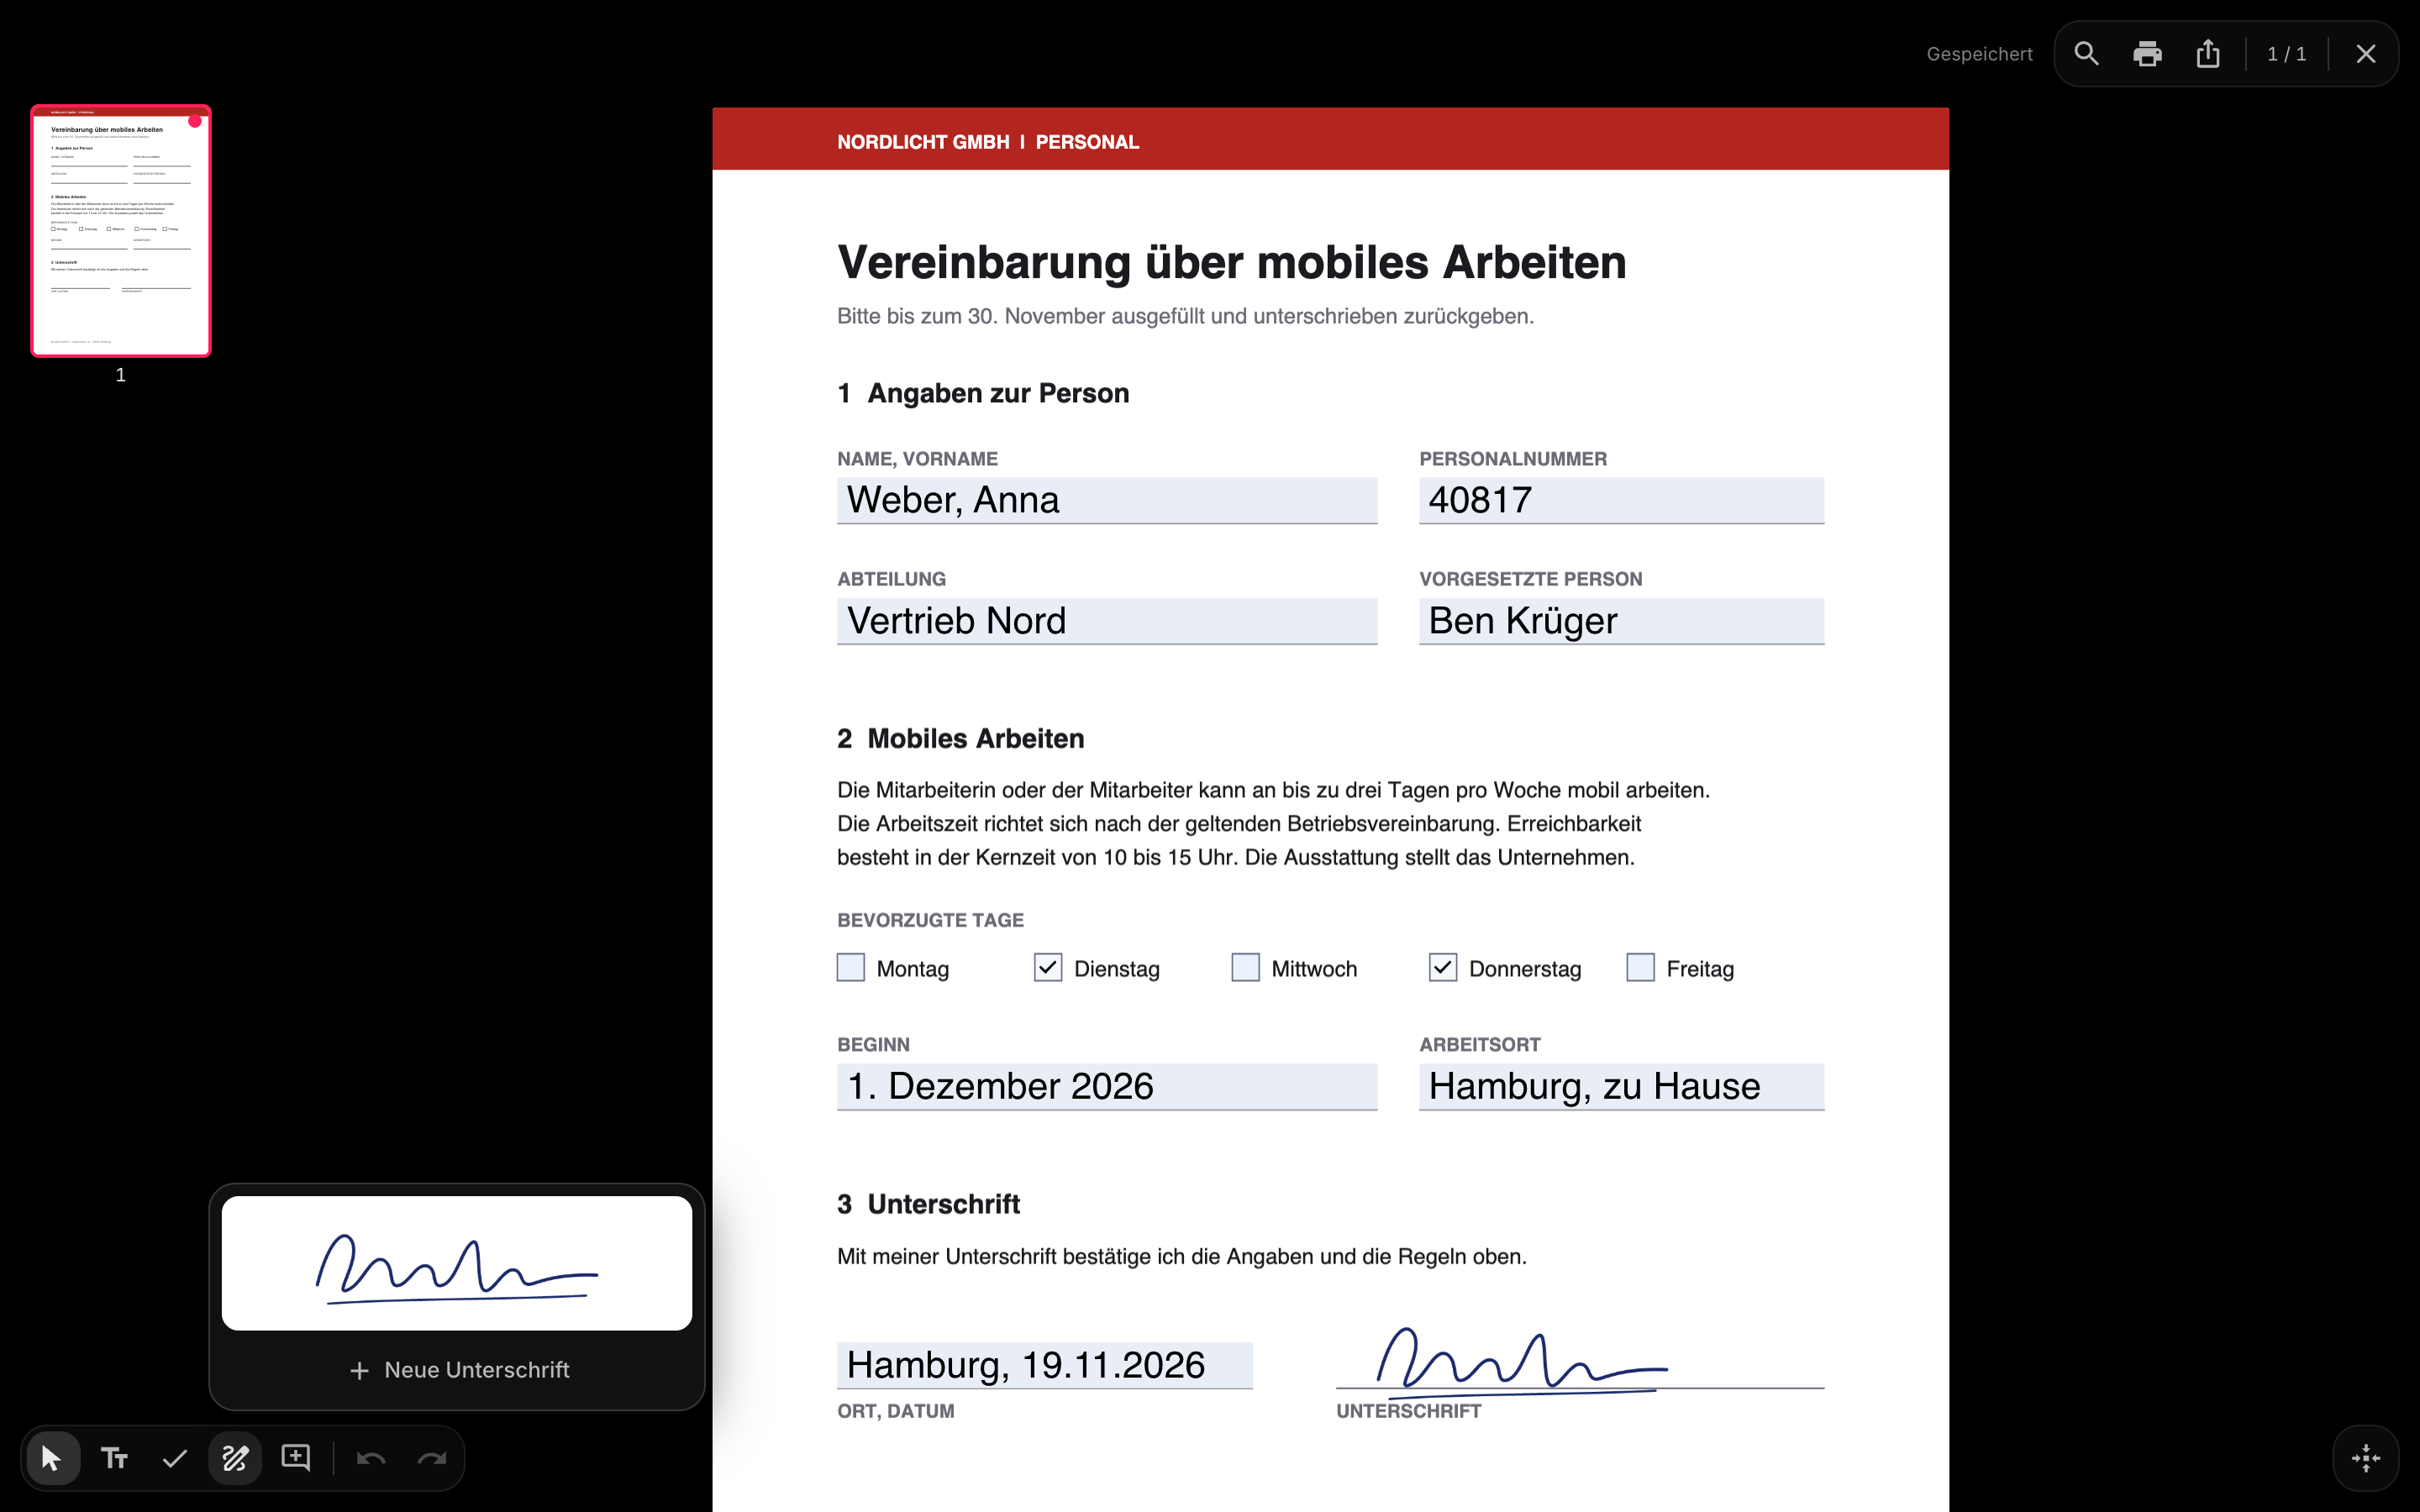 Gespeichert
1 / 1
1
NORDLICHT GMBH | PERSONAL
Vereinbarung über mobiles Arbeiten
Bitte bis zum 30. November ausgefüllt und unterschrieben zurückgeben.
1 Angaben zur Person
NAME, VORNAME
Weber, Anna
PERSONALNUMMER
40817
ABTEILUNG
Vertrieb Nord
VORGESETZTE PERSON
Ben Krüger
2 Mobiles Arbeiten
Die Mitarbeiterin oder der Mitarbeiter kann an bis zu drei Tagen pro Woche mobil arbeiten.
Die Arbeitszeit richtet sich nach der geltenden Betriebsvereinbarung. Erreichbarkeit
besteht in der Kernzeit von 10 bis 15 Uhr. Die Ausstattung stellt das Unternehmen.
BEVORZUGTE TAGE
Montag Dienstag Mittwoch Donnerstag Freitag
BEGINN
1. Dezember 2026
ARBEITSORT
Hamburg, zu Hause
3 Unterschrift
Mit meiner Unterschrift bestätige ich die Angaben und die Regeln oben.
Hamburg, 19.11.2026
ORT, DATUM
UNTERSCHRIFT
Neue Unterschrift